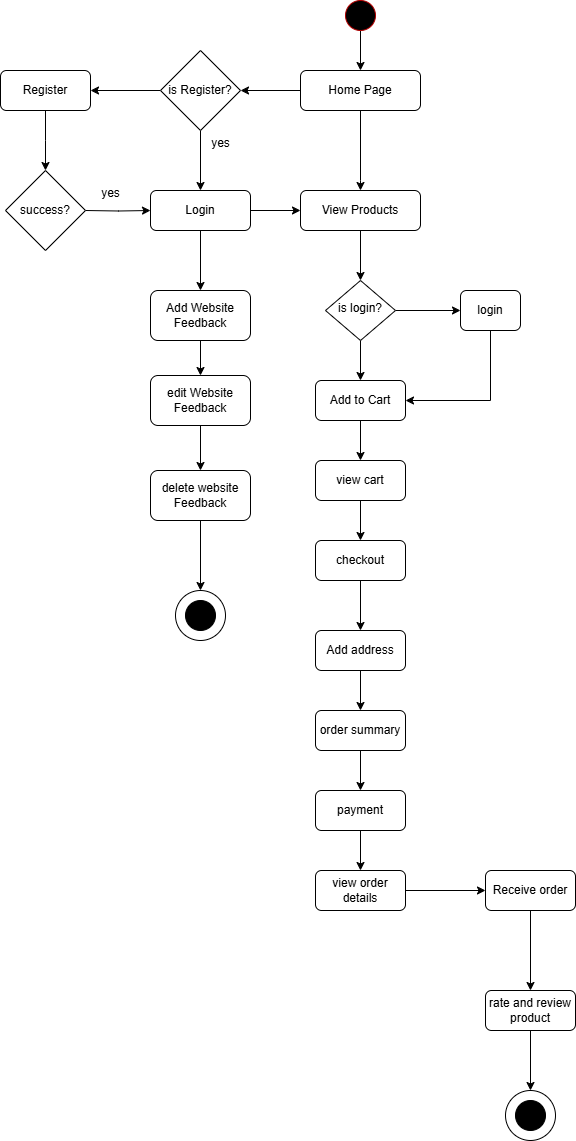 Register
is Register?
Home Page
yes
success?
yes
Login
View Products
Add Website
Feedback
is login?
login
edit Website
Feedback
Add to Cart
delete website
Feedback
view cart
checkout
Add address
order summary
payment
view order
details
Receive order
rate and review
product